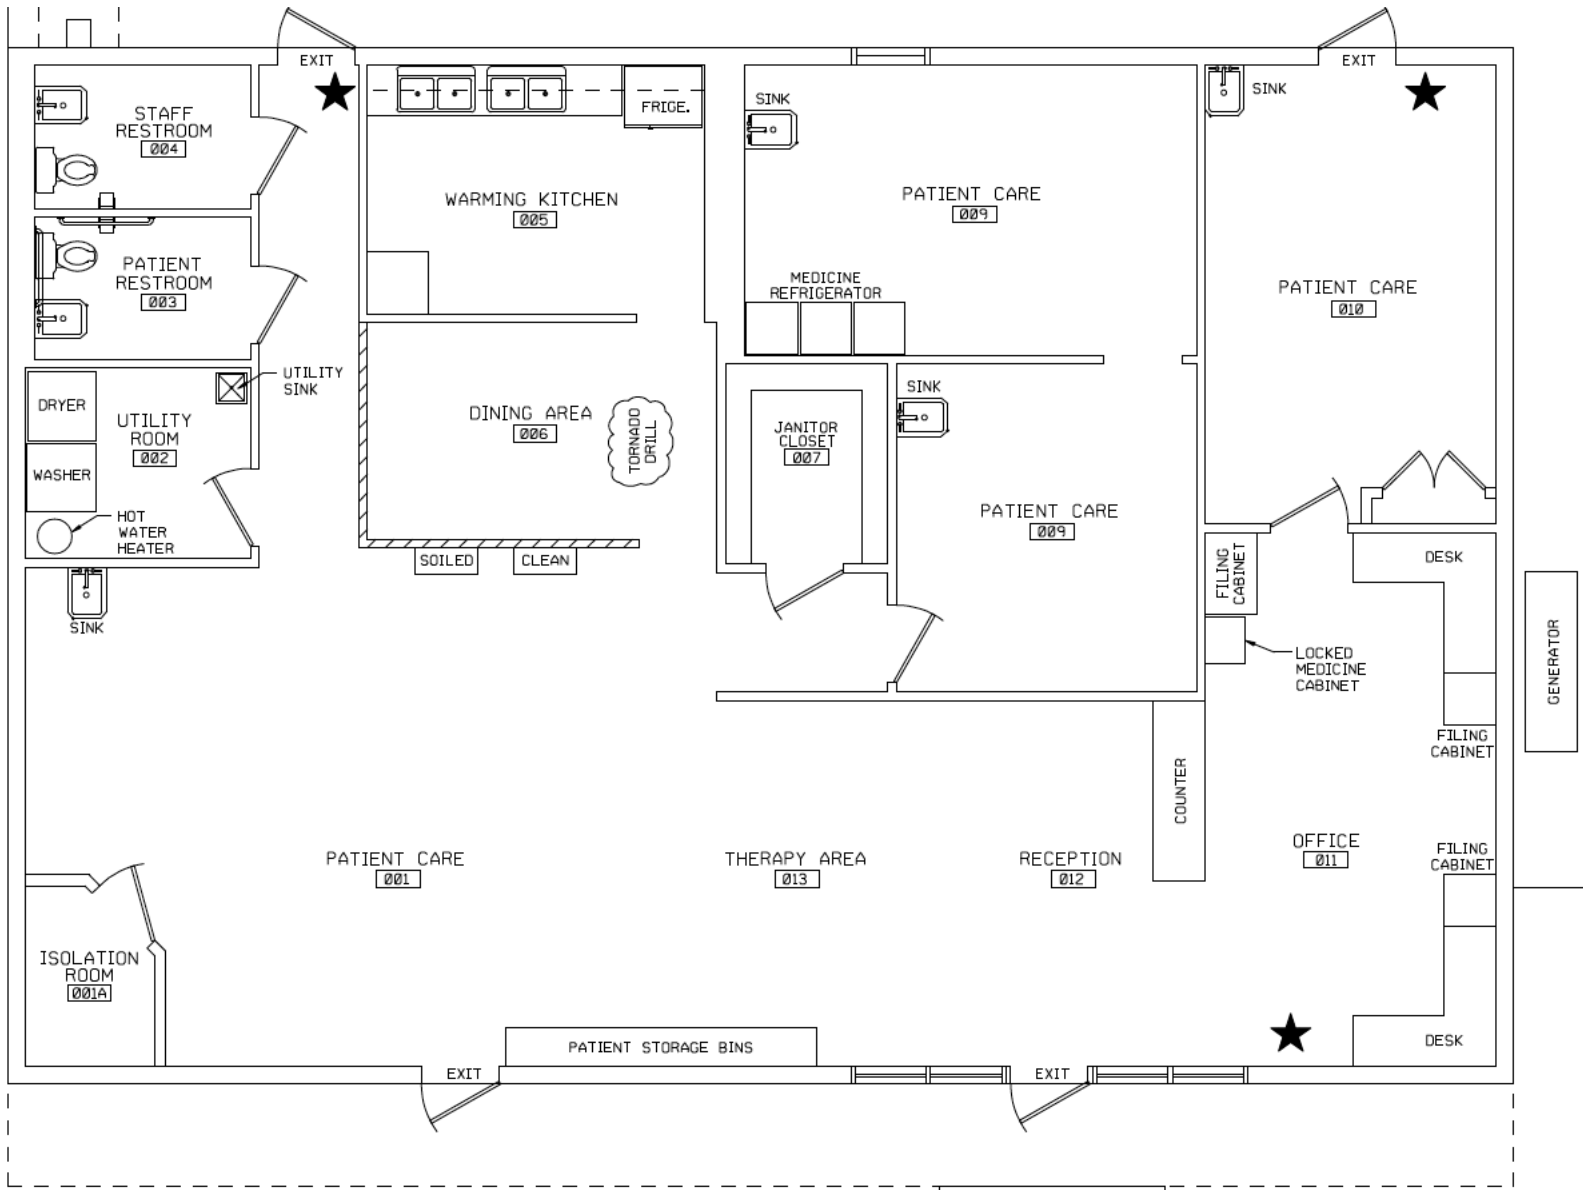 EXIT
EXIT
STAFF
RESTROOM
004
FRIGE.
SINK
SINK
WARMING KITCHEN
005
PATIENT CARE
009
PATIENT
RESTROOM
003
MEDICINE
REFRIGERATOR
PATIENT CARE
010
UTILITY
SINK
DRYER
UTILITY
ROOM
002
WASHER
HOT
WATER
HEATER
DINING AREA
006
TORNADO
DRILL
JANITOR
CLOSET
007
SINK
PATIENT CARE
009
SOILED
CLEAN
SINK
FILING
CABINET
DESK
LOCKED
MEDICINE
CABINET
GENERATOR
FILING
CABINET
COUNTER
PATIENT CARE
001
THERAPY AREA
013
RECEPTION
012
OFFICE
011
FILING
CABINET
ISOLATION
ROOM
001A
PATIENT STORAGE BINS
DESK
EXIT
EXIT